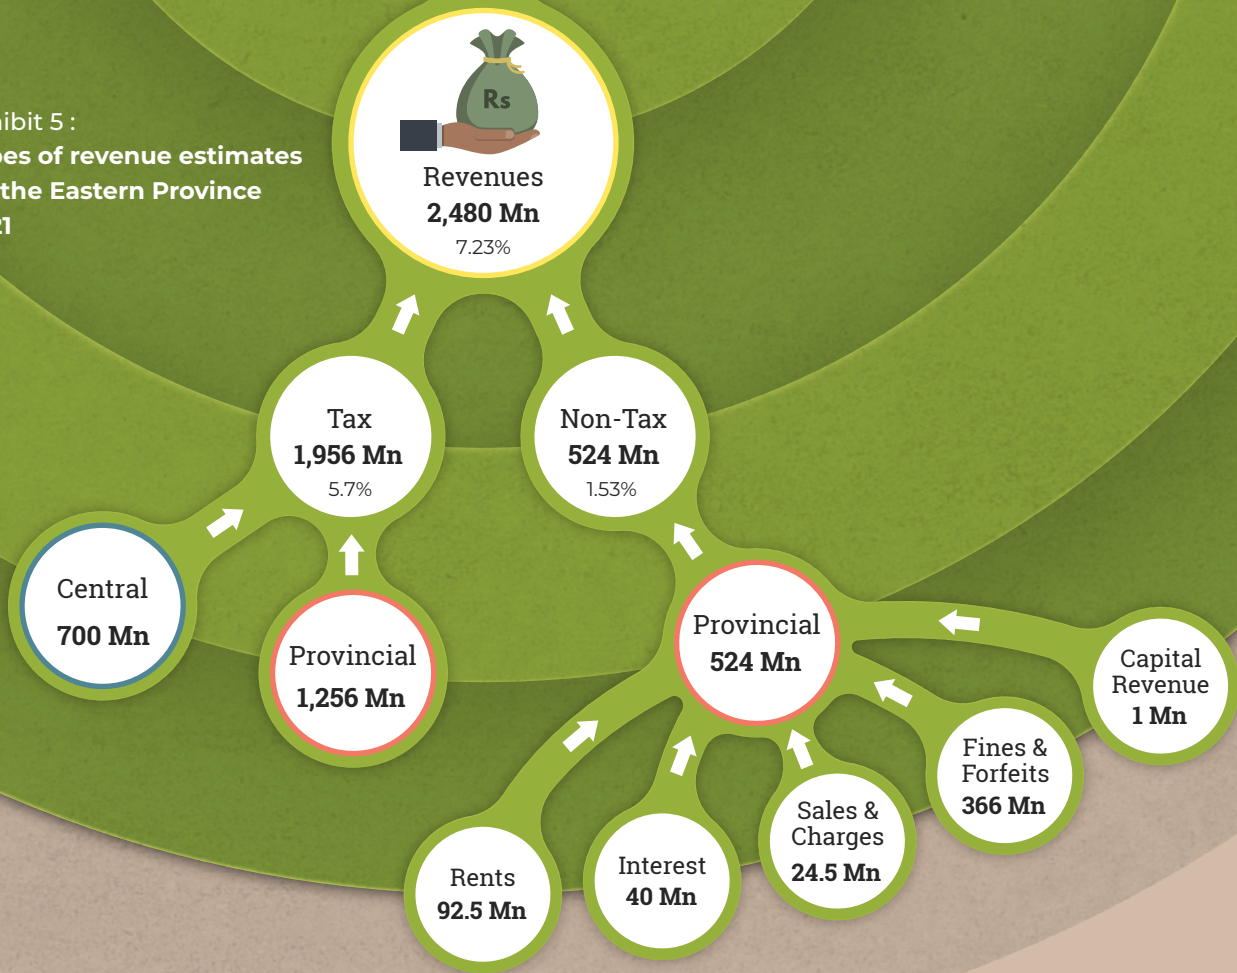 Rs
Revenues
2,480 Mn
7.23%
5 :
of revenue estimates
the Eastern Province
Tax
1,956 Mn
5.7%
Non-Tax
524 Mn
1.53%
Central
700 Mn
Provincial
1,256 Mn
Provincial
524 Mn
Capital
Revenue
1 Mn
Fines &
Forfeits
366 Mn
Sales &
Charges
24.5 Mn
Interest
40 Mn
Rents
92.5 Mn